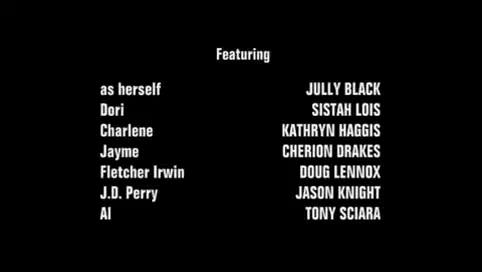 Featuring
as herself JULLY BLACK
Dori SISTAH LOIS
Charlene KATHRYN HAGGIS
Jayme CHERION DRAKES
Fletcher Irwin DOUG LENNOX
J.D. Perry JASON KNIGHT
Al TONY SCIARA